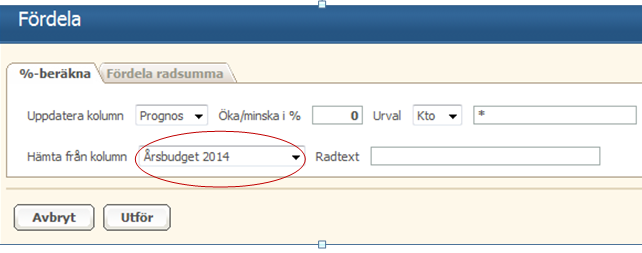 Fördela
%-beräkna Fördela radsumma
Uppdatera kolumn Prognos Öka/minska i % 0 Urval Kto *
Hämta från kolumn Årsbudget 2014 Radtext
Avbryt Utför